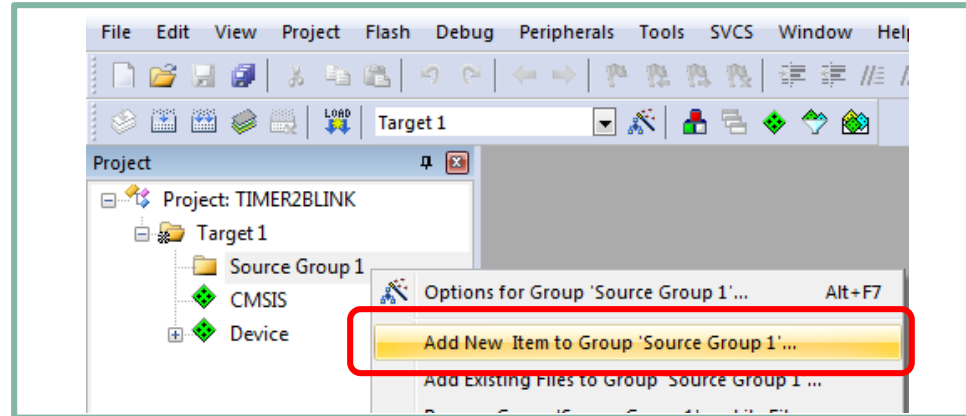 File Edit View Project Flash Debug Peripherals Tools SVCS Window Help
LOAD Target 1
Project
Project: TIMER2BLINK
Target 1
Source Group 1
CMSIS
Device
Options for Group 'Source Group 1'... Alt+F7
Add New Item to Group 'Source Group 1'...
Add Existing Files to Group 'Source Group 1'...